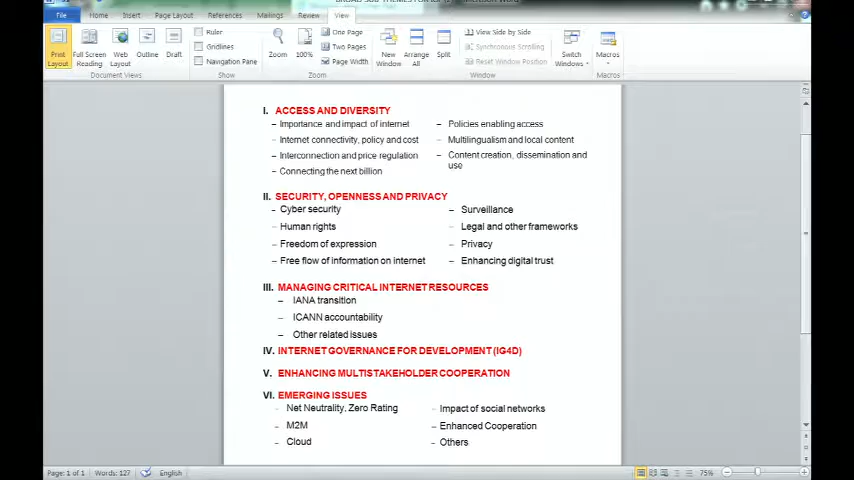 File Home Insert Page Layout References Mailings Review View
Ruler One Page View Side by Side
Gridlines Two Pages Synchronous Scrolling
Navigation Pane Page Width Reset Window Position
Print Layout Full Screen Reading Web Layout Outline Draft Zoom 100% New Window Arrange All Split Switch Windows Macros
Document Views Show Zoom Window Macros
I. ACCESS AND DIVERSITY
– Importance and impact of internet – Policies enabling access
– Internet connectivity, policy and cost – Multilingualism and local content
– Interconnection and price regulation – Content creation, dissemination and
use
– Connecting the next billion
II. SECURITY, OPENNESS AND PRIVACY
– Cyber security – Surveillance
– Human rights – Legal and other frameworks
– Freedom of expression – Privacy
– Free flow of information on internet – Enhancing digital trust
III. MANAGING CRITICAL INTERNET RESOURCES
– IANA transition
– ICANN accountability
– Other related issues
IV. INTERNET GOVERNANCE FOR DEVELOPMENT (IG4D)
V. ENHANCING MULTISTAKEHOLDER COOPERATION
VI. EMERGING ISSUES
– Net Neutrality, Zero Rating – Impact of social networks
– M2M – Enhanced Cooperation
– Cloud – Others
Page: 1 of 1 Words: 127 English 75%